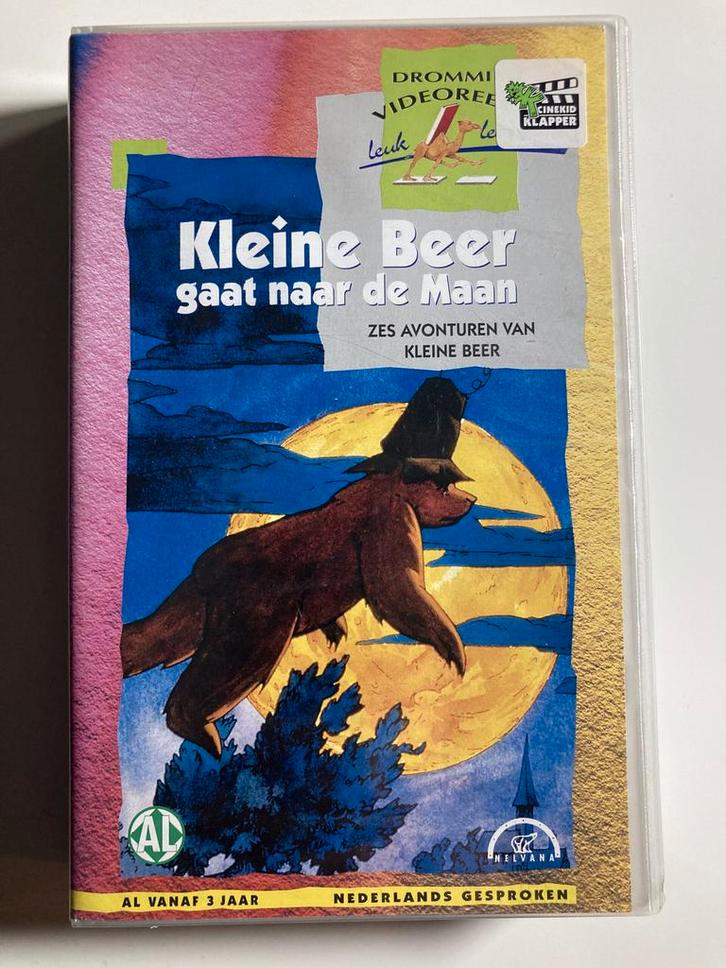 DROMMI
VIDOREE
CINEKID
KLAPPER
leuk
Kleine Beer
gaat naar de Maan
ZES AVONTUREN VAN
KLEINE BEER
AL
NELVANA
AL VANAF 3 JAAR
NEDERLANDS GESPROKEN